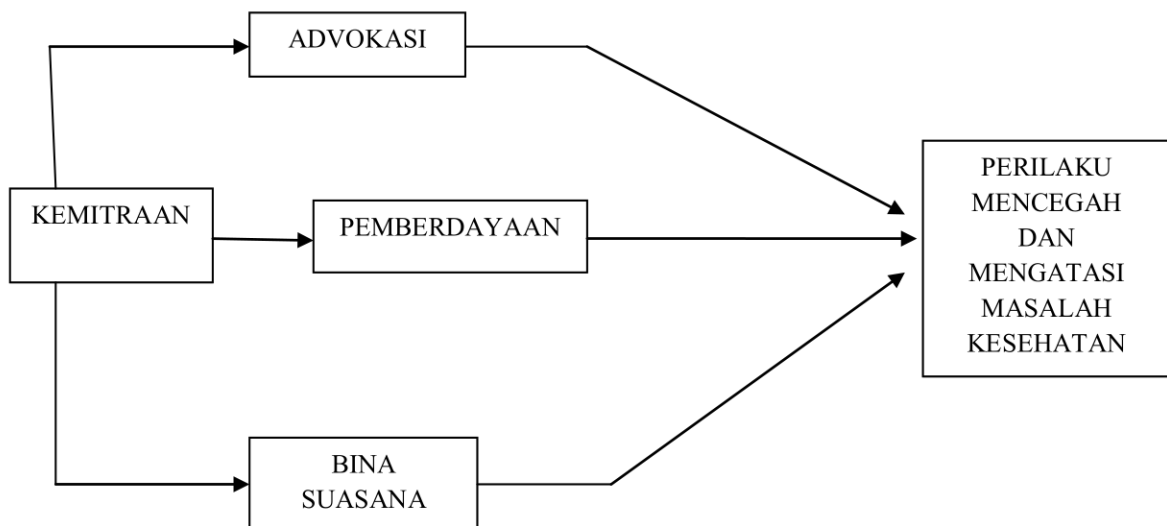 ADVOKASI
KEMITRAAN
PEMBERDAYAAN
BINA
SUASANA
PERILAKU
MENCEGAH
DAN
MENGATASI
MASALAH
KESEHATAN